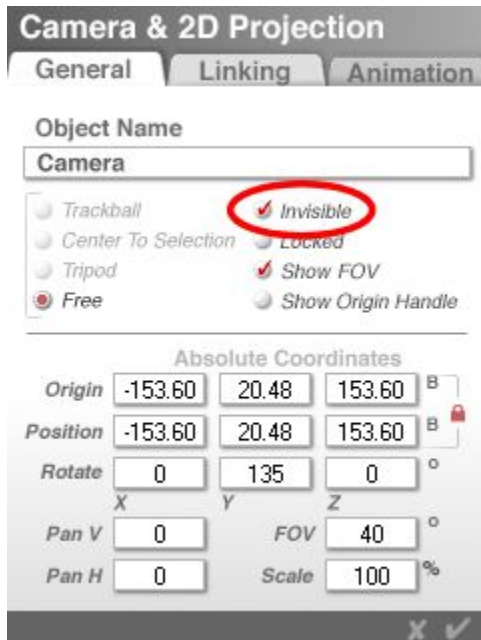 Camera & 2D Projection
General Linking Animation
Object Name
Camera
Trackball Invisible
Center To Selection Locked
Tripod Show FOV
Free Show Origin Handle
Absolute Coordinates
Origin -153.60 20.48 153.60 B
Position -153.60 20.48 153.60 B
Rotate 0 135 0 o
X Y Z
Pan V 0 FOV 40 o
Pan H 0 Scale 100 %